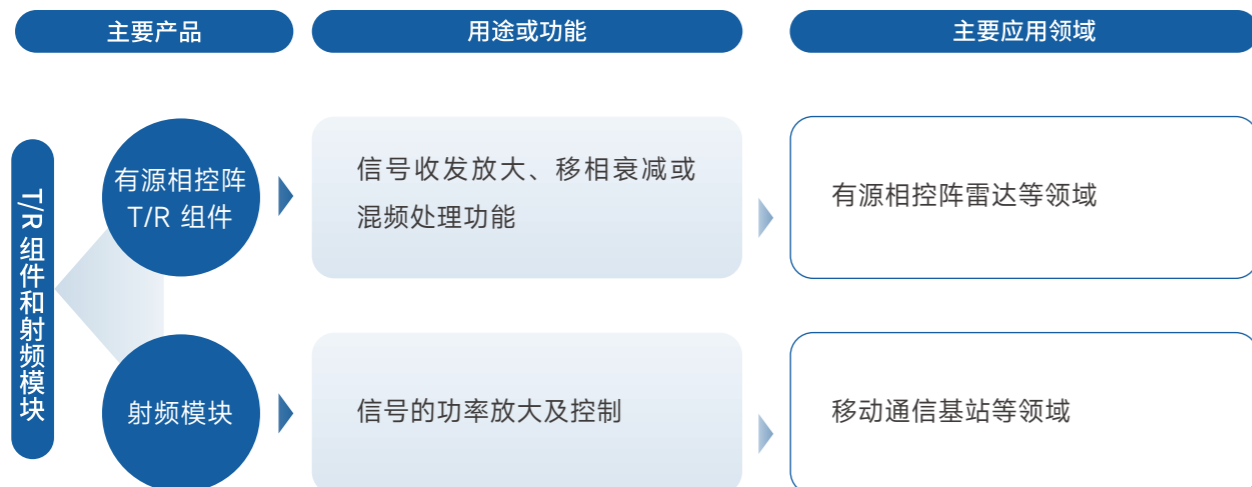 主要产品
用途或功能
主要应用领域
T/R 组件和射频模块
有源相控阵
T/R 组件
信号收发放大、移相衰减或
混频处理功能
有源相控阵雷达等领域
射频模块
信号的功率放大及控制
移动通信基站等领域